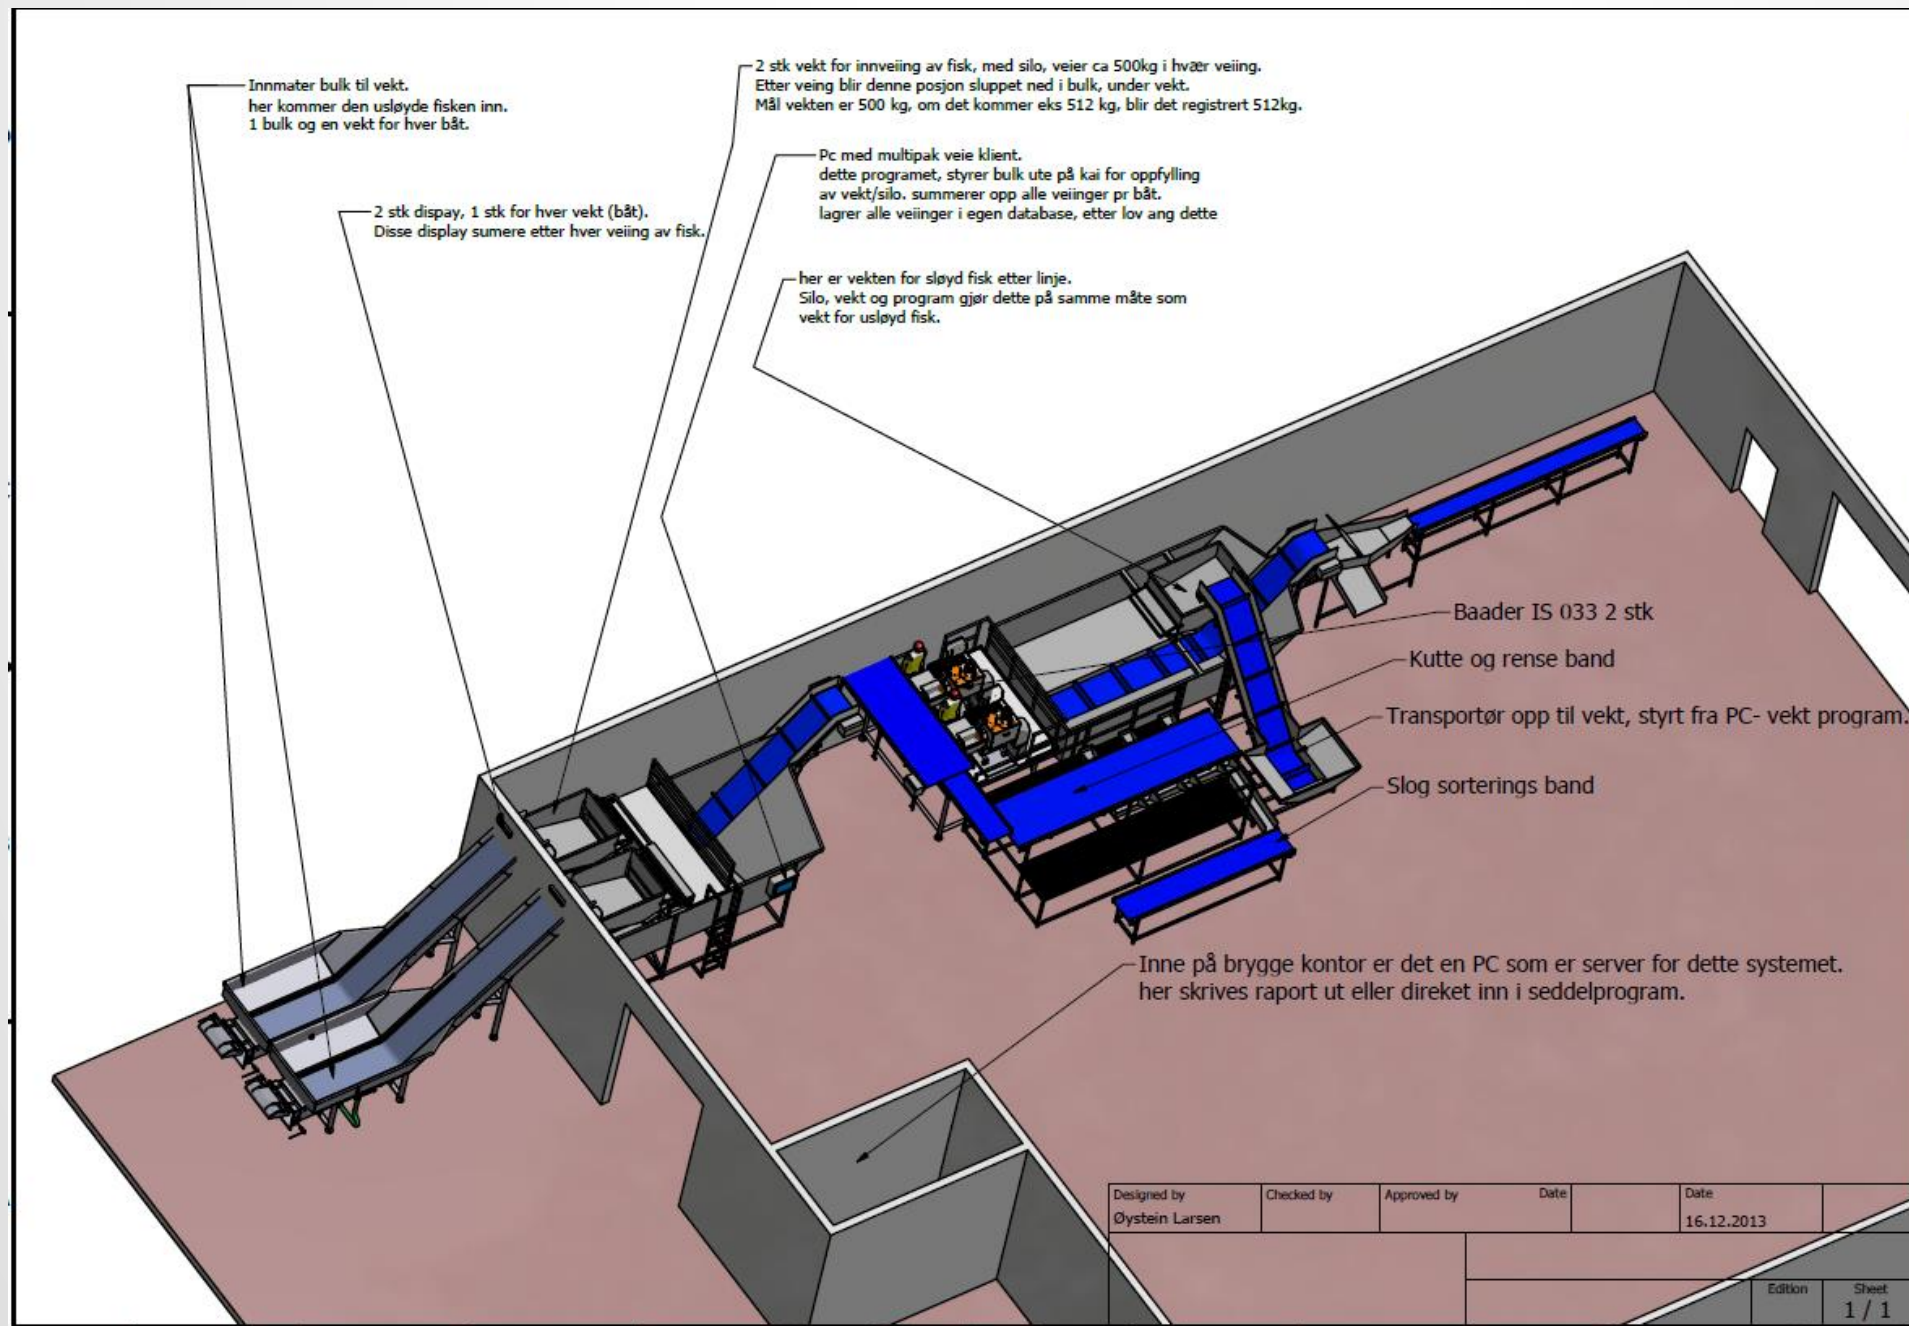 Innmater bulk til vekt.
her kommer den usløyde fisken inn.
1 bulk og en vekt for hver båt.
2 stk vekt for innveiing av fisk, med silo, veier ca 500kg i hvær veiing.
Etter veing blir denne posjon sluppet ned i bulk, under vekt.
Mål vekten er 500 kg, om det kommer eks 512 kg, blir det registrert 512kg.
Pc med multipak veie klient.
dette programet, styrer bulk ute på kai for oppfylling
av vekt/silo. summerer opp alle veiinger pr båt.
lagrer alle veiinger i egen database, etter lov ang dette
2 stk dispay, 1 stk for hver vekt (båt).
Disse display sumere etter hver veiing av fisk.
her er vekten for sløyd fisk etter linje.
Silo, vekt og program gjør dette på samme måte som
vekt for usløyd fisk.
Baader IS 033 2 stk
Kutte og rense band
Transportør opp til vekt, styrt fra PC- vekt program.
Slog sorterings band
Inne på brygge kontor er det en PC som er server for dette systemet.
her skrives raport ut eller direket inn i seddelprogram.
Designed by
Øystein Larsen
Checked by
Approved by
Date
Date
16.12.2013
Edition
Sheet
1 / 1